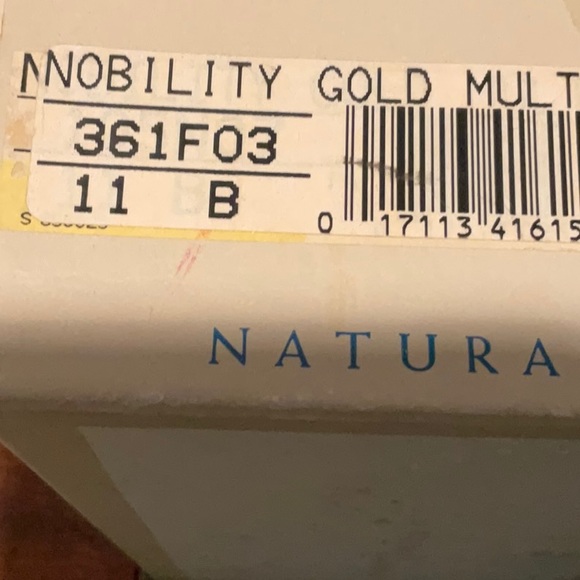 NOBILITY GOLD MULT
361F03
11 B
0 17113 41615
NATURA